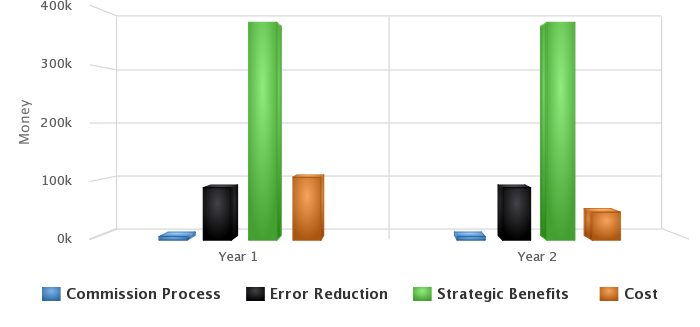 400k
300k
200k
100k
0k
Money
Year 1 Year 2
Commission Process Error Reduction Strategic Benefits Cost